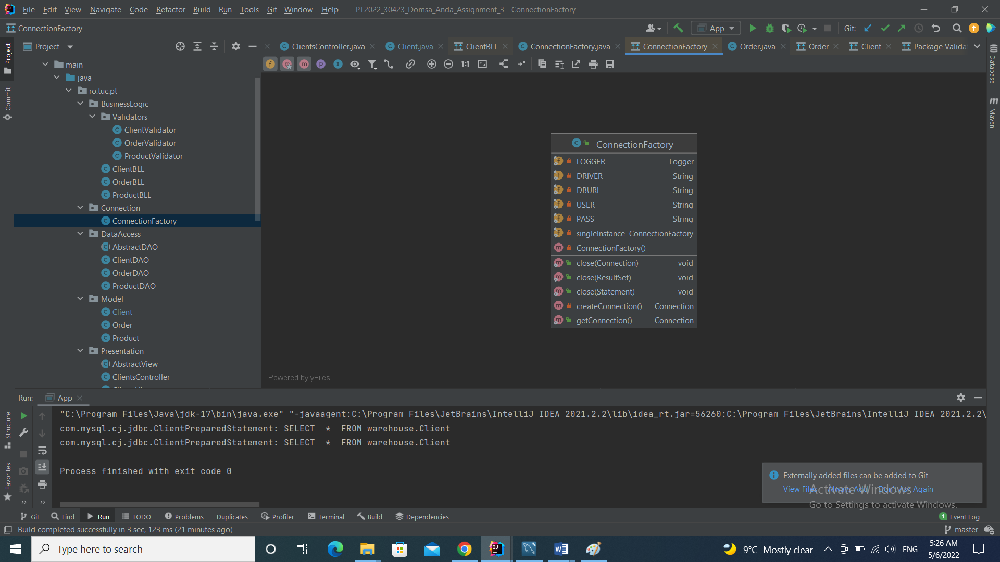 File Edit View Navigate Code Refactor Build Run Tools Git Window Help PT2022_30423_Domsa_Anda_Assignment_3 - ConnectionFactory
ConnectionFactory
App
Git:
Project
ClientsController.java
Client.java
ClientBLL
ConnectionFactory.java
ConnectionFactory
Order.java
Order
Client
Package Valida
Project
Commit
Structure
Favorites
main
java
ro.tuc.pt
BusinessLogic
Validators
ClientValidator
OrderValidator
ProductValidator
ClientBLL
OrderBLL
ProductBLL
Connection
ConnectionFactory
DataAccess
AbstractDAO
ClientDAO
OrderDAO
ProductDAO
Model
Client
Order
Product
Presentation
AbstractView
ClientsController
1:1
ConnectionFactory
LOGGER Logger
DRIVER String
DBURL String
USER String
PASS String
singleInstance ConnectionFactory
ConnectionFactory()
close(Connection) void
close(ResultSet) void
close(Statement) void
createConnection() Connection
getConnection() Connection
Powered by yFiles
Database
Maven
Run: App
"C:\Program Files\Java\jdk-17\bin\java.exe" "-javaagent:C:\Program Files\JetBrains\IntelliJ IDEA 2021.2.2\lib\idea_rt.jar=56260:C:\Program Files\JetBrains\IntelliJ IDEA 2021.2.2\
com.mysql.cj.jdbc.ClientPreparedStatement: SELECT * FROM warehouse.Client
com.mysql.cj.jdbc.ClientPreparedStatement: SELECT * FROM warehouse.Client
Process finished with exit code 0
Externally added files can be added to Git
View Files Always Add Don't Ask Again
Activate Windows
Go to Settings to activate Windows.
Git Find Run TODO Problems Duplicates Profiler Terminal Build Dependencies
1 Event Log
Build completed successfully in 3 sec, 123 ms (21 minutes ago)
master
Type here to search
9°C Mostly clear
ENG
5:26 AM
5/6/2022